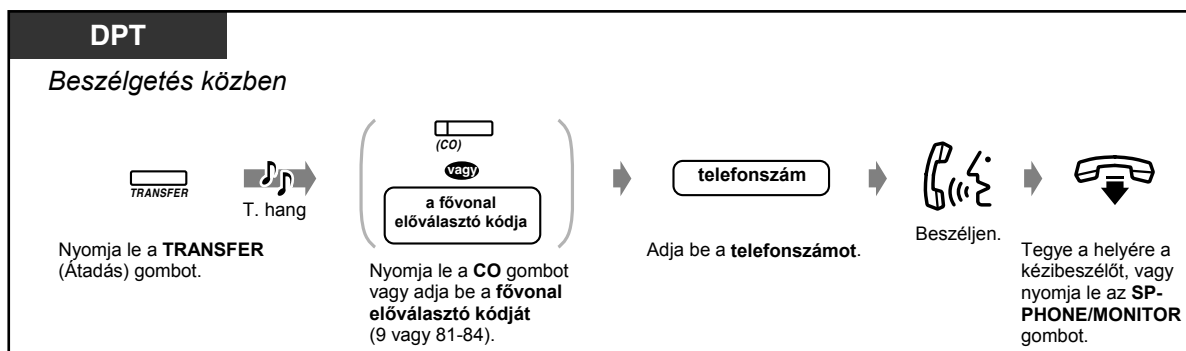 DPT
Beszélgetés közben
TRANSFER
T. hang
Nyomja le a TRANSFER
(Átadás) gombot.
(CO)
vagy
a fővonal
előválasztó kódja
Nyomja le a CO gombot
vagy adja be a fővonal
előválasztó kódját
(9 vagy 81-84).
telefonszám
Adja be a telefonszámot.
Beszéljen.
Tegye a helyére a
kézibeszélőt, vagy
nyomja le az SP-
PHONE/MONITOR
gombot.